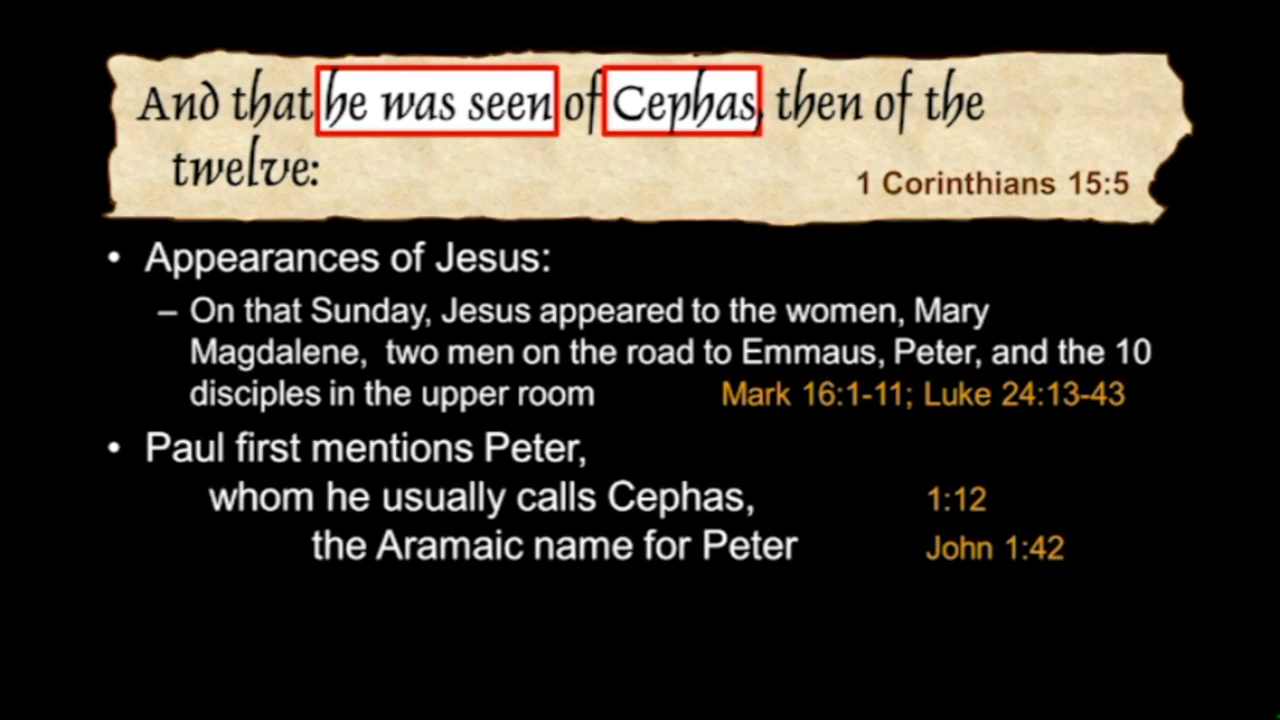 And that he was seen of Cephas, then of the
twelve:
1 Corinthians 15:5
• Appearances of Jesus:
– On that Sunday, Jesus appeared to the women, Mary
Magdalene, two men on the road to Emmaus, Peter, and the 10
disciples in the upper room Mark 16:1-11; Luke 24:13-43
• Paul first mentions Peter,
whom he usually calls Cephas, 1:12
the Aramaic name for Peter John 1:42